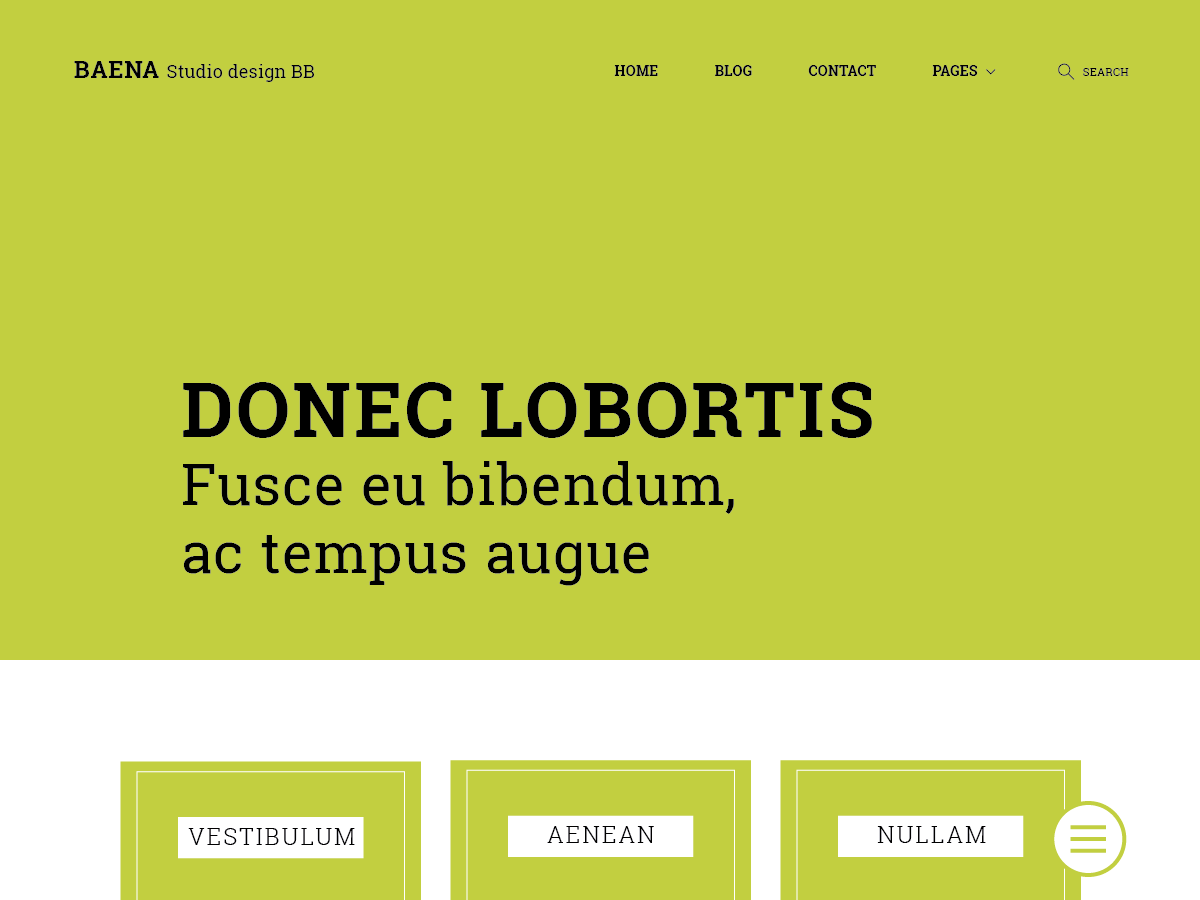 BAENA Studio design BB
HOME BLOG CONTACT PAGES SEARCH
DONEC LOBORTIS
Fusce eu bibendum,
ac tempus augue
VESTIBULUM AENEAN NULLAM